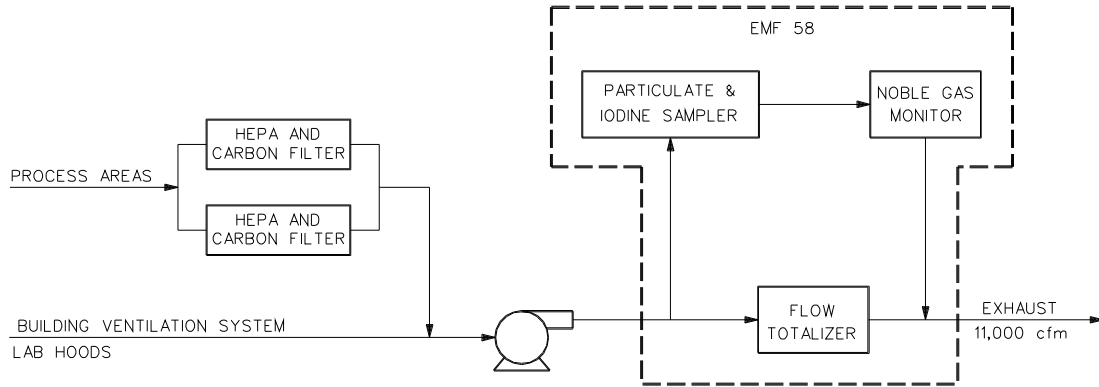 EMF 58
PARTICULATE &
IODINE SAMPLER
NOBLE GAS
MONITOR
HEPA AND
CARBON FILTER
PROCESS AREAS
HEPA AND
CARBON FILTER
BUILDING VENTILATION SYSTEM
LAB HOODS
FLOW
TOTALIZER
EXHAUST
11,000 cfm